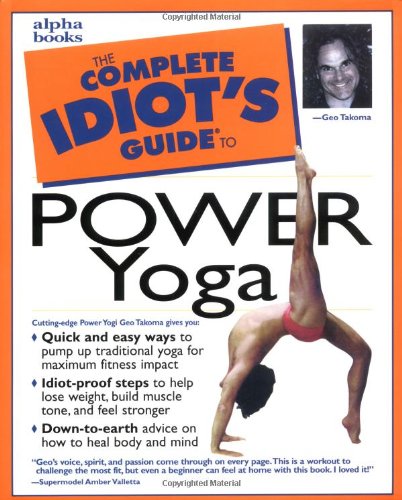 alpha
books
THE
COMPLETE
IDIOT'S
GUIDE® TO
—Geo Takoma
POWER
Yoga
Cutting-edge Power Yogi Geo Takoma gives you:
♦ Quick and easy ways to
pump up traditional yoga for
maximum fitness impact
♦ Idiot-proof steps to help
lose weight, build muscle
tone, and feel stronger
♦ Down-to-earth advice on
how to heal body and mind
"Geo's voice, spirit, and passion come through on every page. This is a workout to
challenge the most fit, but even a beginner can feel at home with this book. I loved it!"
—Supermodel Amber Valletta
Copyrighted Material
Copyrighted Material